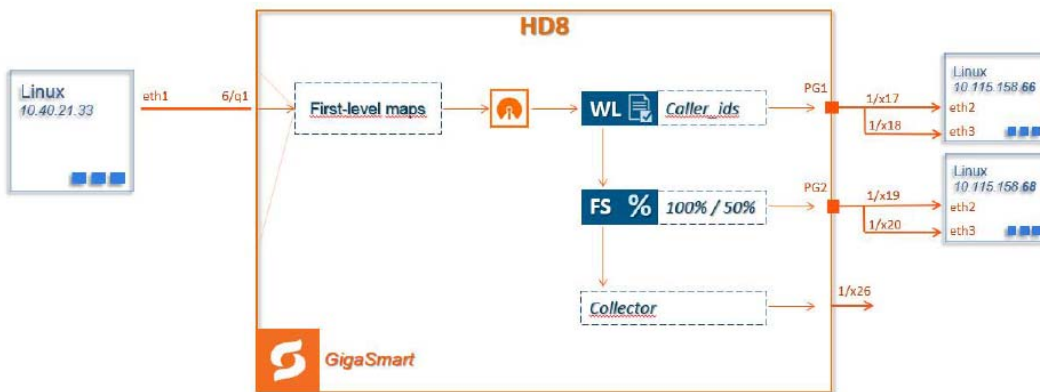 HD8
Linux
10.40.21.33
eth1
6/q1
First-level maps
WL
Caller_ids
PG1
1/x17
1/x18
Linux
10.115.158.66
eth2
eth3
FS % 100% / 50%
PG2
1/x19
1/x20
Linux
10.115.158.68
eth2
eth3
Collector
1/x26
GigaSmart